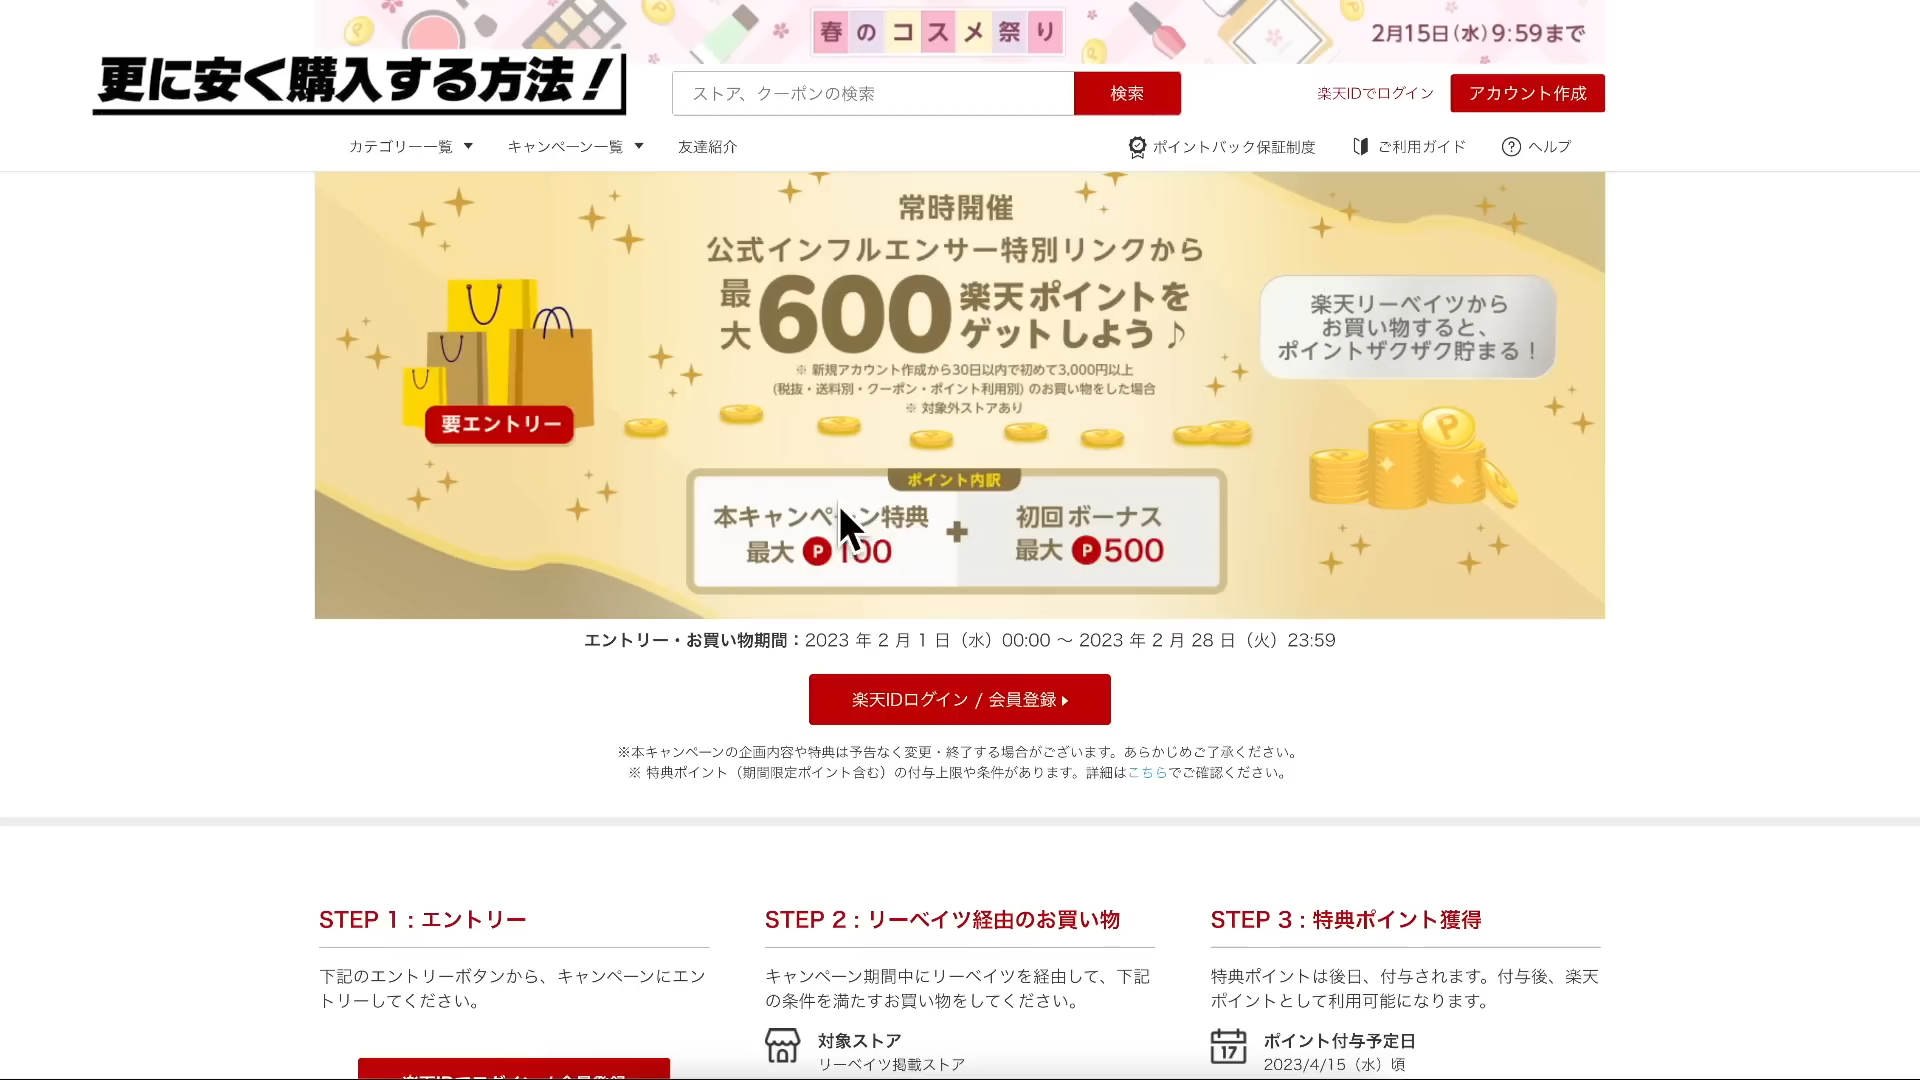 春のコスメ祭り
2月15日(水)9:59まで
更に安く購入する方法!
ストア、クーポンの検索
検索
楽天IDでログイン
アカウント作成
カテゴリー一覧
キャンペーン一覧
友達紹介
ポイントバック保証制度
ご利用ガイド
ヘルプ
常時開催
公式インフルエンサー特別リンクから
最大600楽天ポイントを
ゲットしよう♪
※ 新規アカウント作成から30日以内で初めて3,000円以上
(税抜・送料別・クーポン・ポイント利用別) のお買い物をした場合
※ 対象外ストアあり
要エントリー
楽天リーベイツから
お買い物すると、
ポイントザクザク貯まる!
ポイント内訳
本キャンペーン特典
最大 P100
+
初回ボーナス
最大 P500
エントリー・お買い物期間:2023 年 2 月 1 日(水)00:00 〜 2023 年 2 月 28 日(火)23:59
楽天IDログイン / 会員登録
※本キャンペーンの企画内容や特典は予告なく変更・終了する場合がございます。あらかじめご了承ください。
※ 特典ポイント(期間限定ポイント含む)の付与上限や条件があります。詳細はこちらでご確認ください。
STEP 1 : エントリー
下記のエントリーボタンから、キャンペーンにエン
トリーしてください。
STEP 2 : リーベイツ経由のお買い物
キャンペーン期間中にリーベイツを経由して、下記
の条件を満たすお買い物をしてください。
対象ストア
リーベイツ掲載ストア
STEP 3 : 特典ポイント獲得
特典ポイントは後日、付与されます。付与後、楽天
ポイントとして利用可能になります。
17
ポイント付与予定日
2023/4/15(水)頃